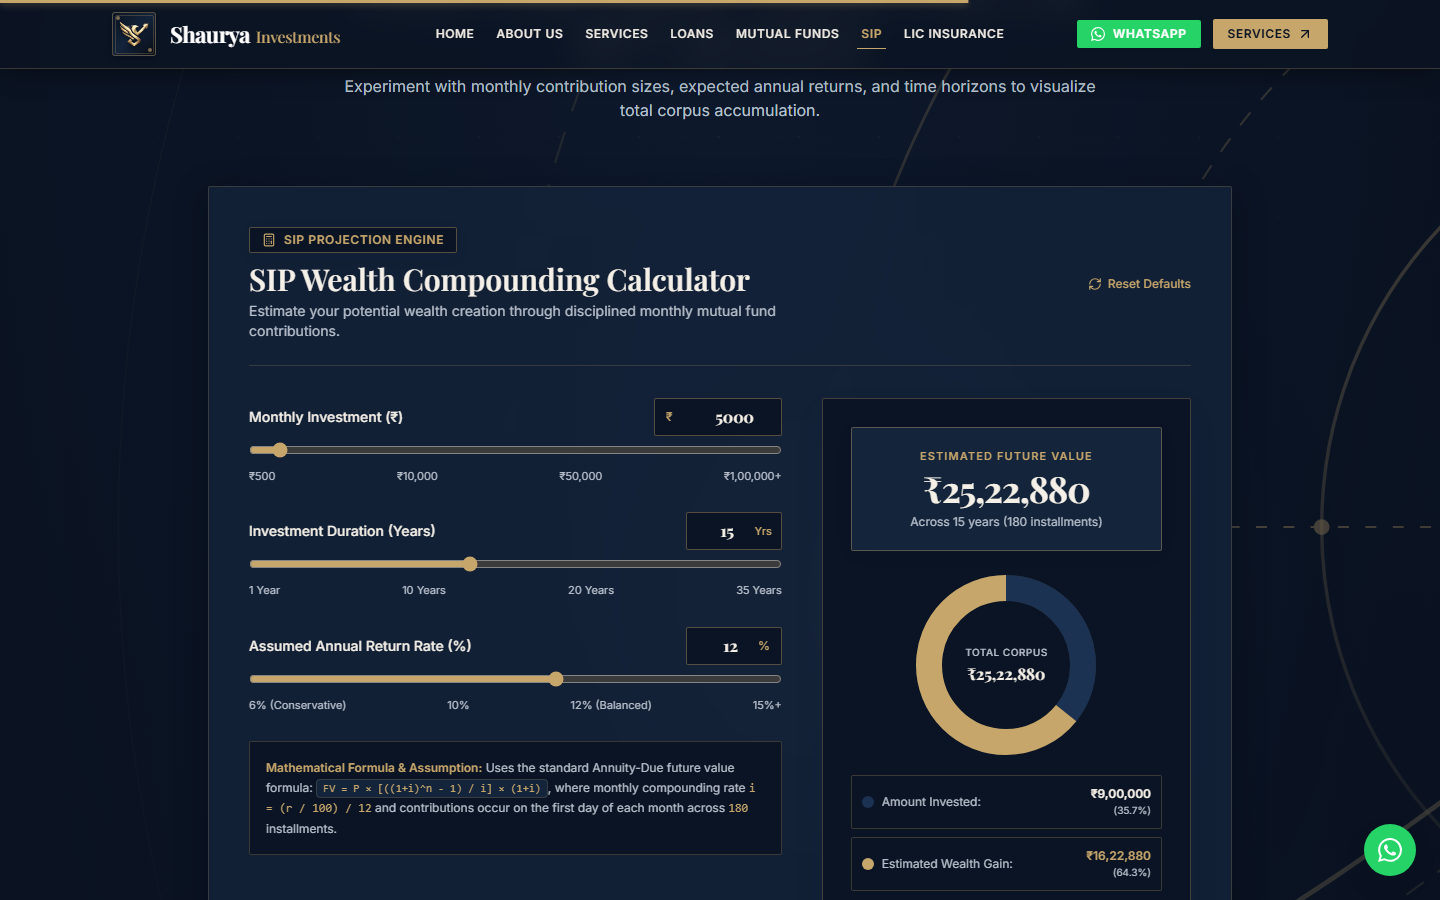 Shaurya Investments
HOME
ABOUT US
SERVICES
LOANS
MUTUAL FUNDS
SIP
LIC INSURANCE
WHATSAPP
SERVICES
Experiment with monthly contribution sizes, expected annual returns, and time horizons to visualize
total corpus accumulation.
SIP PROJECTION ENGINE
SIP Wealth Compounding Calculator
Reset Defaults
Estimate your potential wealth creation through disciplined monthly mutual fund
contributions.
Monthly Investment (₹)
₹ 5000
₹500
₹10,000
₹50,000
₹1,00,000+
Investment Duration (Years)
15 Yrs
1 Year
10 Years
20 Years
35 Years
Assumed Annual Return Rate (%)
12 %
6% (Conservative)
10%
12% (Balanced)
15%+
Mathematical Formula & Assumption: Uses the standard Annuity-Due future value
formula: FV = P × [((1+i)^n - 1) / i] × (1+i), where monthly compounding rate i
= (r / 100) / 12 and contributions occur on the first day of each month across 180
installments.
ESTIMATED FUTURE VALUE
₹25,22,880
Across 15 years (180 installments)
TOTAL CORPUS
₹25,22,880
Amount Invested:
₹9,00,000
(35.7%)
Estimated Wealth Gain:
₹16,22,880
(64.3%)